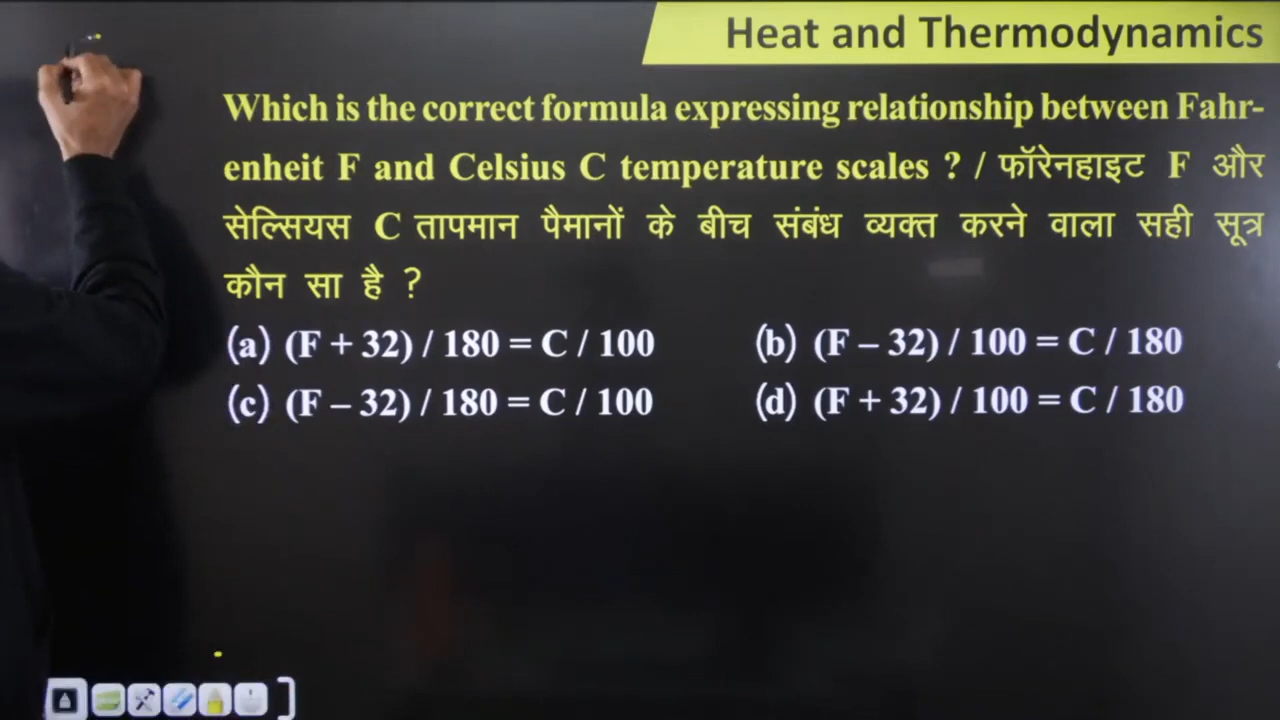 Heat and Thermodynamics
Which is the correct formula expressing relationship between Fahr-
enheit F and Celsius C temperature scales ? / फॉरेनहाइट F और
सेल्सियस C तापमान पैमानों के बीच संबंध व्यक्त करने वाला सही सूत्र
कौन सा है ?
(a) (F + 32) / 180 = C / 100 (b) (F – 32) / 100 = C / 180
(c) (F – 32) / 180 = C / 100 (d) (F + 32) / 100 = C / 180